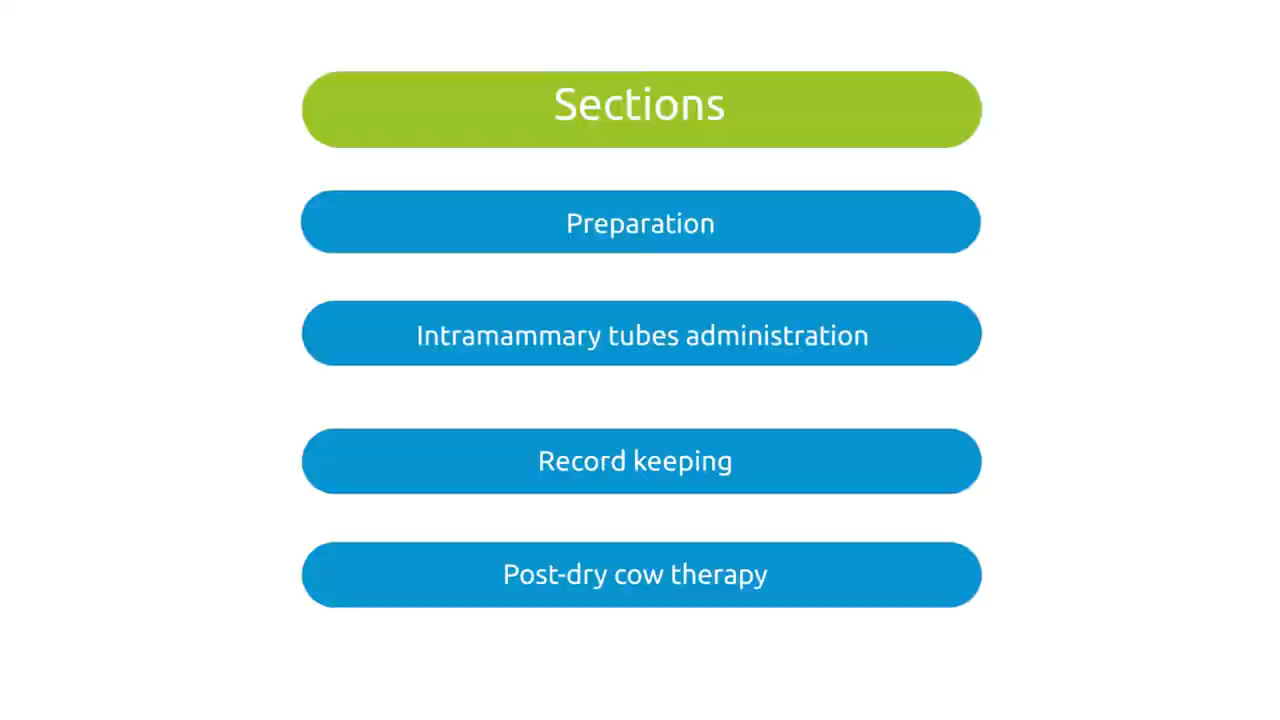 Sections
Preparation
Intramammary tubes administration
Record keeping
Post-dry cow therapy